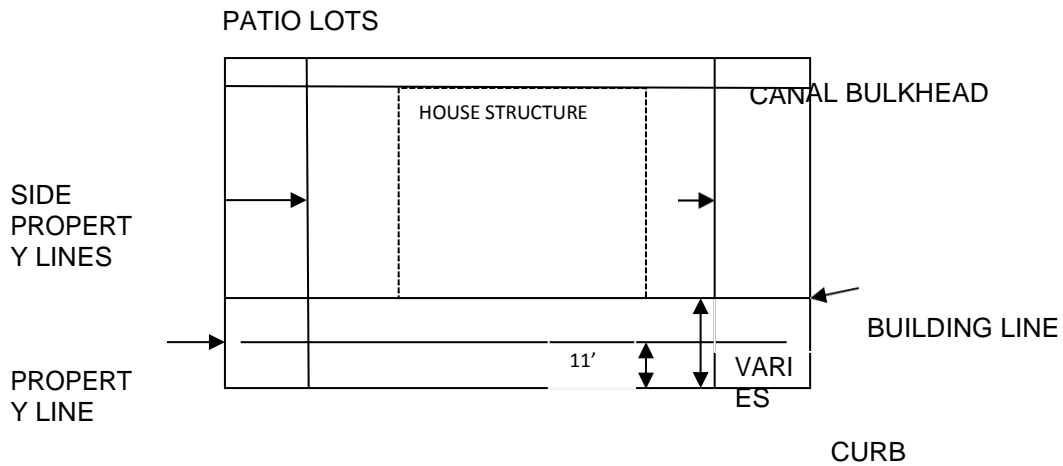 PATIO LOTS
CANAL BULKHEAD
HOUSE STRUCTURE
SIDE
PROPERT
Y LINES
BUILDING LINE
11’
VARI
ES
PROPERT
Y LINE
CURB